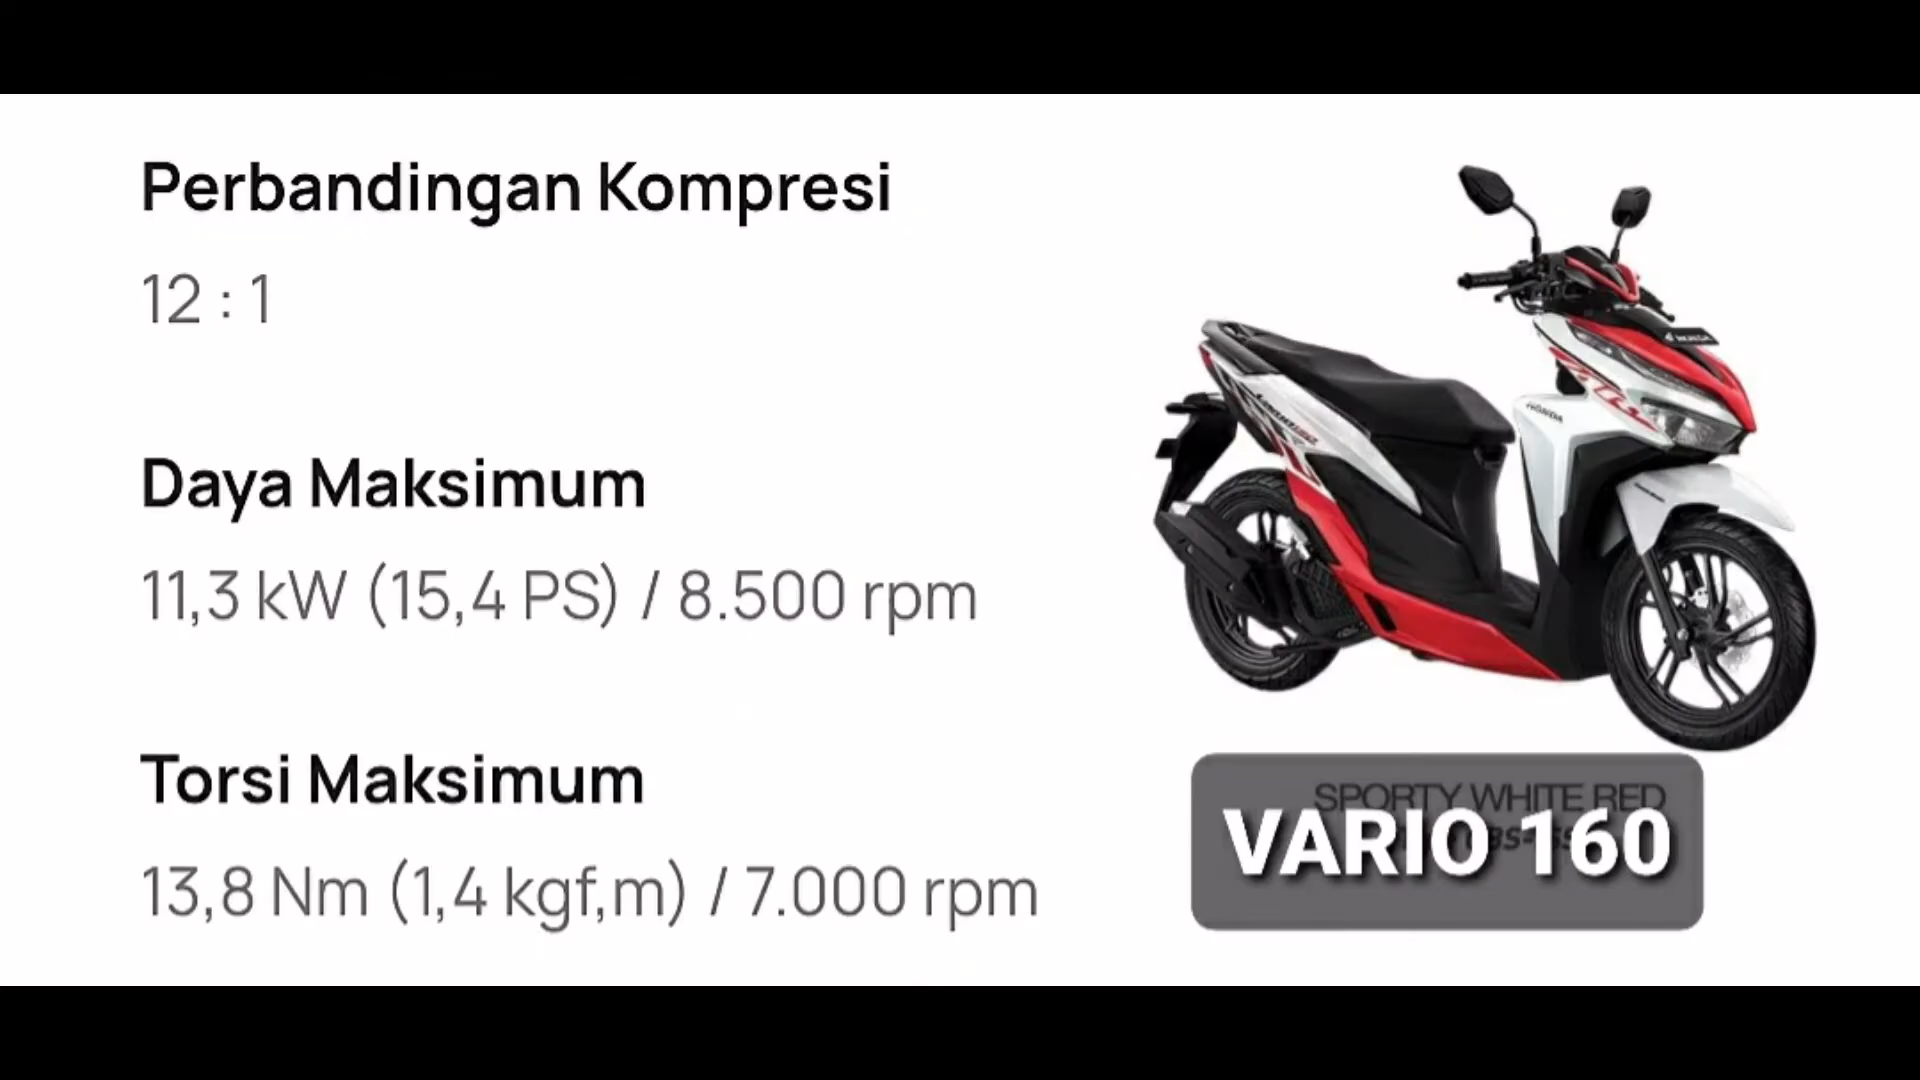 Perbandingan Kompresi
12 : 1
Daya Maksimum
11,3 kW (15,4 PS) / 8.500 rpm
Torsi Maksimum
13,8 Nm (1,4 kgf,m) / 7.000 rpm
HONDA
SPORTY WHITE RED
VARIO 160